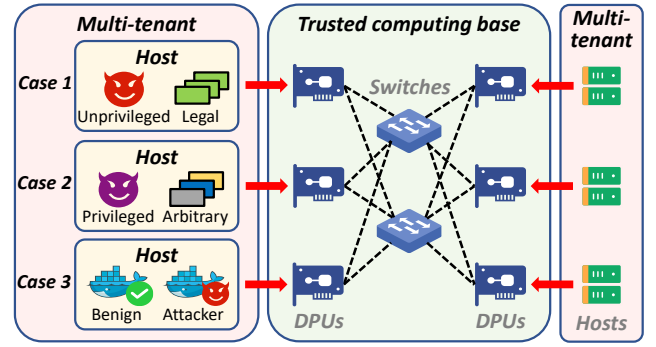 Multi-tenant
Trusted computing base
Multi-
tenant
Case 1
Host
Unprivileged
Legal
Switches
Case 2
Host
Privileged
Arbitrary
Case 3
Host
Benign
Attacker
DPUs
DPUs
Hosts